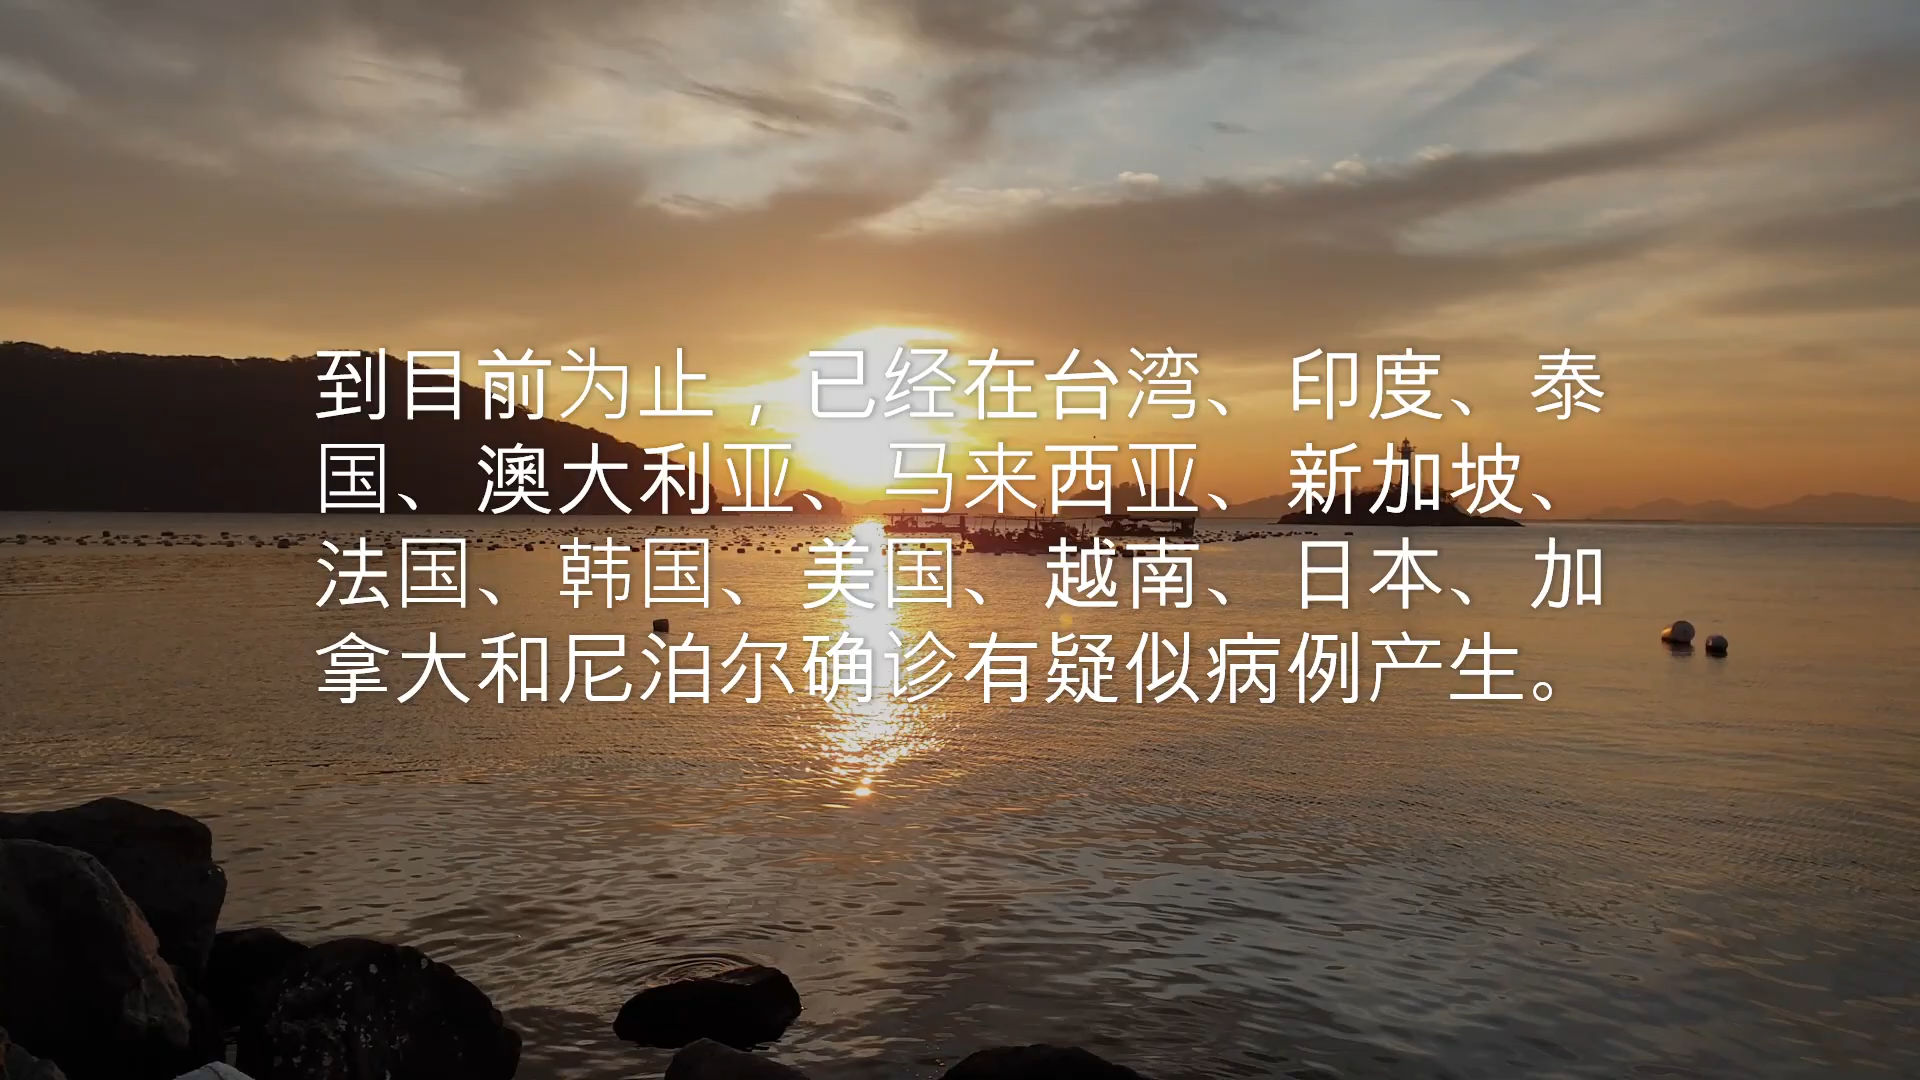 到目前为止，已经在台湾、印度、泰
国、澳大利亚、马来西亚、新加坡、
法国、韩国、美国、越南、日本、加
拿大和尼泊尔确诊有疑似病例产生。